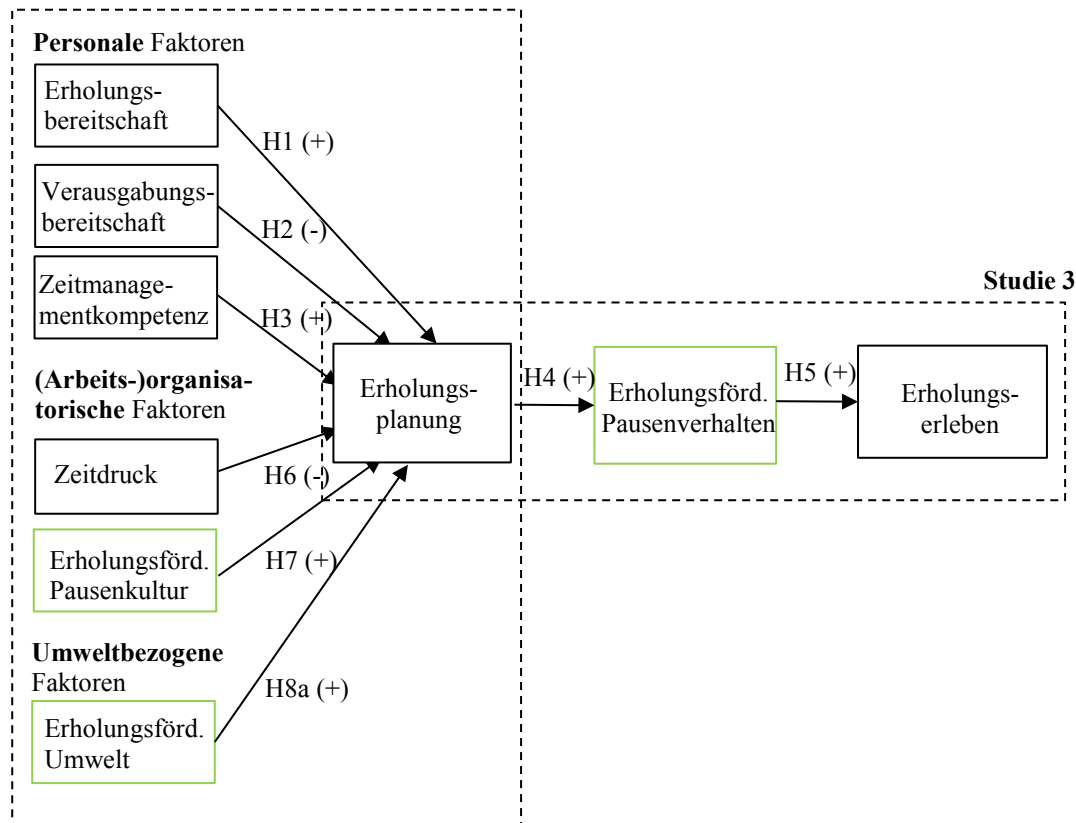 Personale Faktoren
Erholungs-
bereitschaft
H1 (+)
Verausgabungs-
bereitschaft
H2 (-)
Zeitmanage-
mentkompetenz
H3 (+)
(Arbeits-)organisa-
torische Faktoren
Zeitdruck
H6 (-)
Erholungsförd.
Pausenkultur
H7 (+)
Umweltbezogene
Faktoren
H8a (+)
Erholungsförd.
Umwelt
Studie 3
Erholungs-
planung
H4 (+)
Erholungsförd.
Pausenverhalten
H5 (+)
Erholungs-
erleben